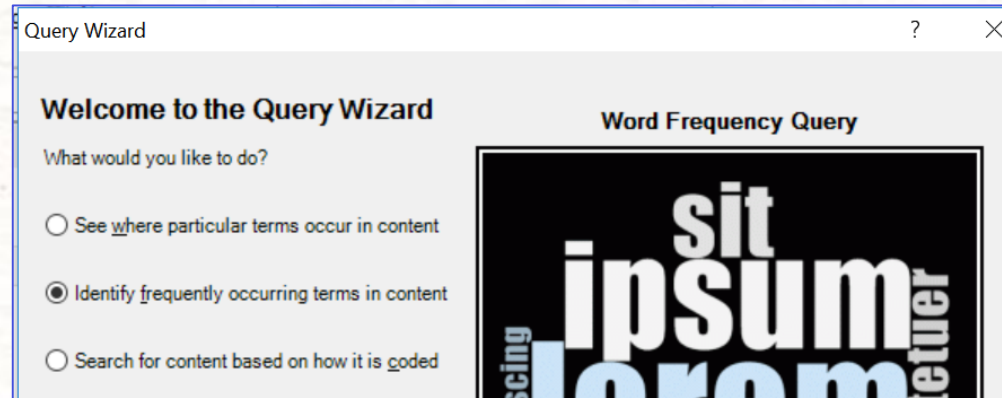 Query Wizard ?
Welcome to the Query Wizard
Word Frequency Query
What would you like to do?
See where particular terms occur in content
Identify frequently occurring terms in content
Search for content based on how it is coded
sit
ipsum
lorem